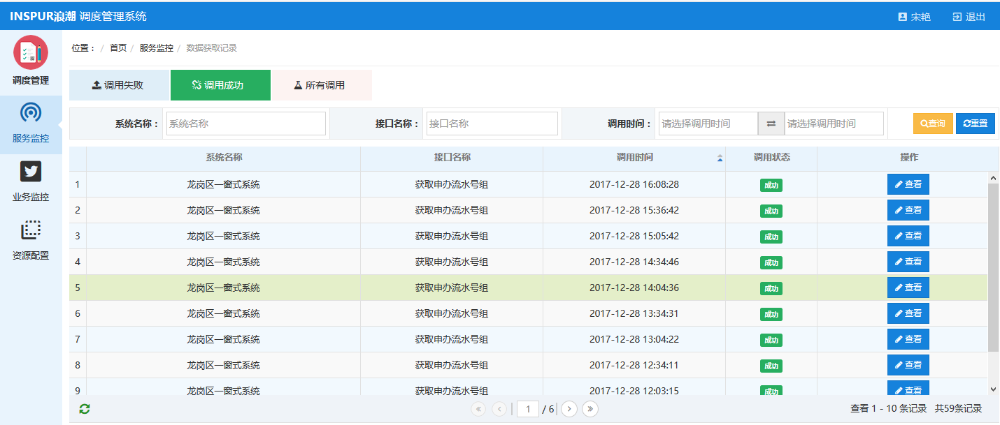 INSPUR浪潮 调度管理系统 宋艳 退出
调度管理
服务监控
业务监控
资源配置
位置： / 首页 / 服务监控 / 数据获取记录
调用失败 调用成功 所有调用
系统名称： 系统名称 接口名称： 接口名称 调用时间： 请选择调用时间 请选择调用时间 查询 重置
系统名称 接口名称 调用时间 调用状态 操作
1 龙岗区一窗式系统 获取申办流水号组 2017-12-28 16:08:28 成功 查看
2 龙岗区一窗式系统 获取申办流水号组 2017-12-28 15:36:42 成功 查看
3 龙岗区一窗式系统 获取申办流水号组 2017-12-28 15:05:42 成功 查看
4 龙岗区一窗式系统 获取申办流水号组 2017-12-28 14:34:46 成功 查看
5 龙岗区一窗式系统 获取申办流水号组 2017-12-28 14:04:36 成功 查看
6 龙岗区一窗式系统 获取申办流水号组 2017-12-28 13:34:31 成功 查看
7 龙岗区一窗式系统 获取申办流水号组 2017-12-28 13:04:22 成功 查看
8 龙岗区一窗式系统 获取申办流水号组 2017-12-28 12:34:11 成功 查看
9 龙岗区一窗式系统 获取申办流水号组 2017-12-28 12:03:15 成功 查看
1 / 6 查看 1 - 10 条记录 共59条记录